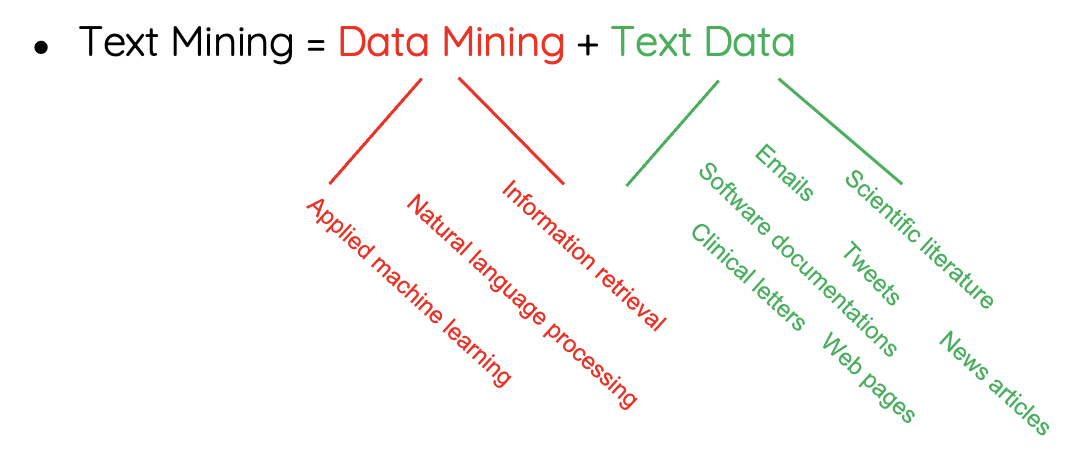 • Text Mining = Data Mining + Text Data
Applied machine learning
Natural language processing
Information retrieval
Emails
Scientific literature
Software documentations
Clinical letters
Tweets
Web pages
News articles